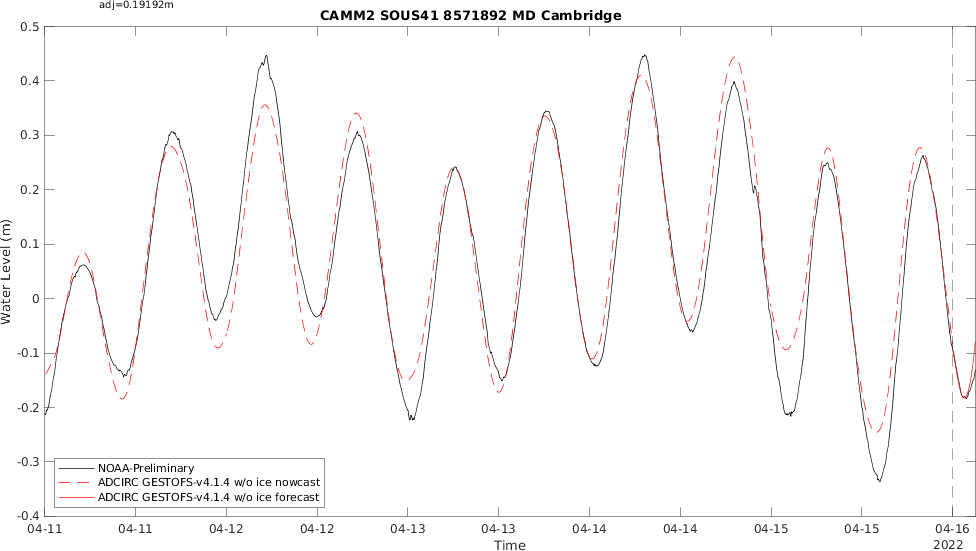 adj=0.19192m
CAMM2 SOUS41 8571892 MD Cambridge
0.5
0.4
0.3
0.2
0.1
0
-0.1
-0.2
-0.3
-0.4
Water Level (m)
NOAA-Preliminary
ADCIRC GESTOFS-v4.1.4 w/o ice nowcast
ADCIRC GESTOFS-v4.1.4 w/o ice forecast
04-11 04-11 04-12 04-12 04-13 04-13 04-14 04-14 04-15 04-15 04-16
Time
2022